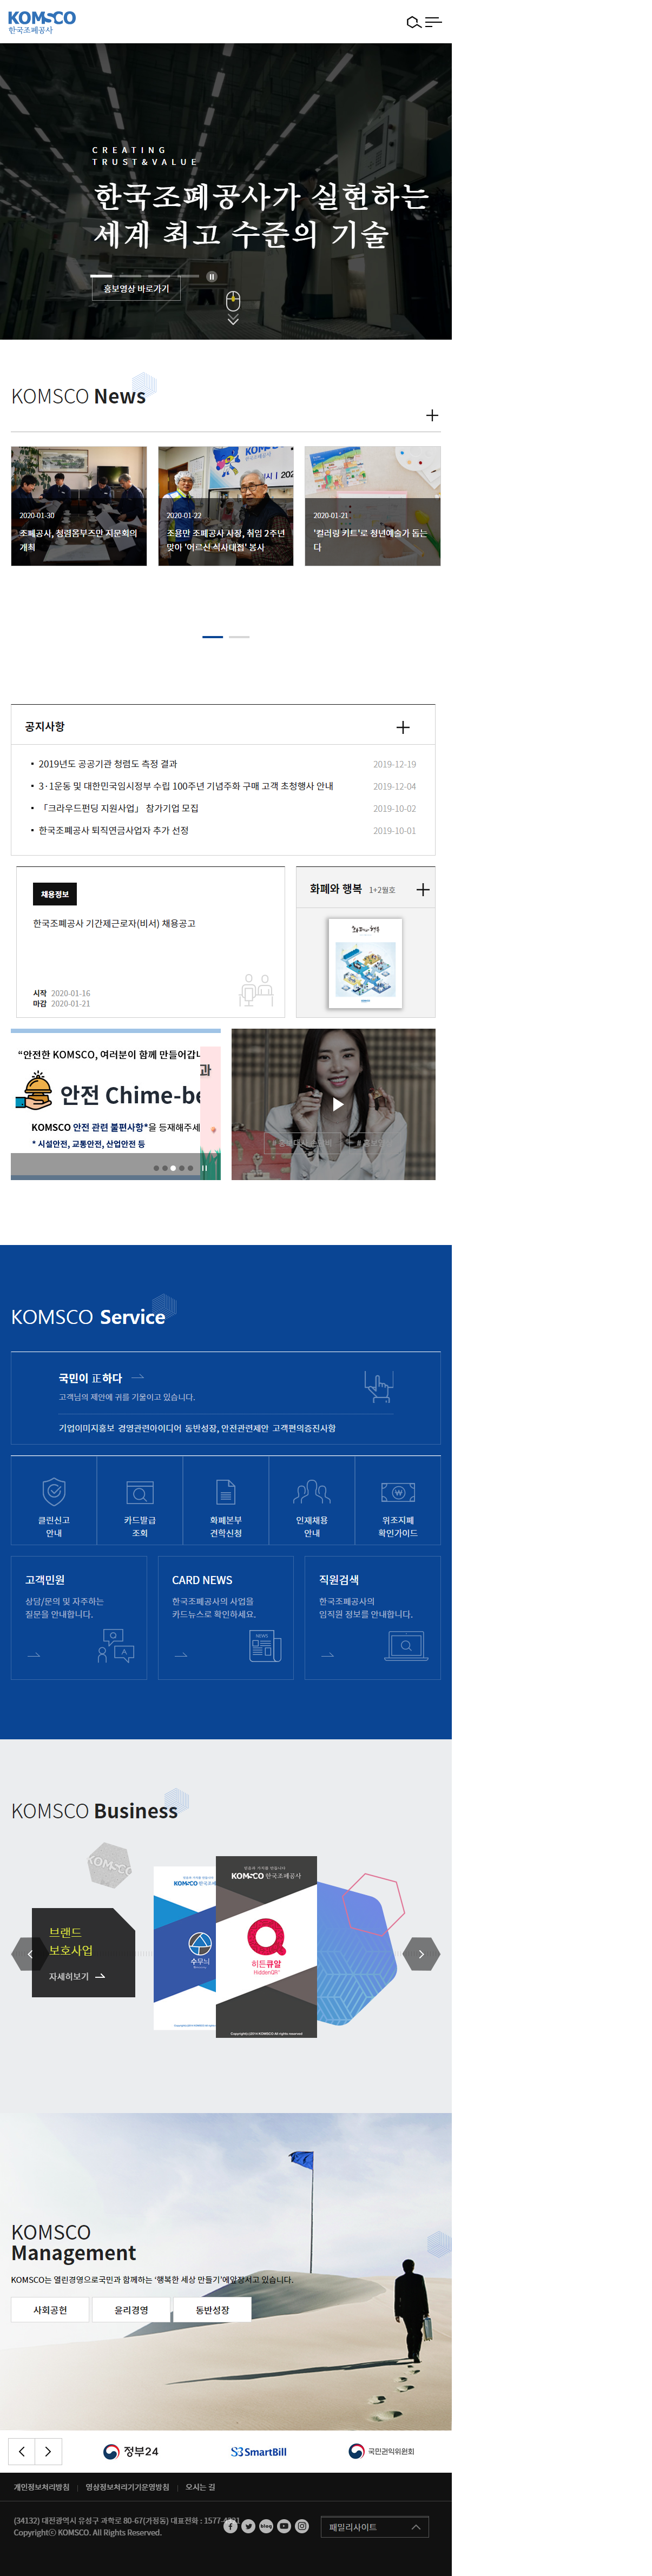 KOMSCO
한국조폐공사
CREATING
TRUST&VALUE
한국조폐공사가 실현하는
세계 최고 수준의 기술
홍보영상 바로가기
KOMSCO News
2020-01-30
조폐공사, 청렴옴부즈만 자문회의
개최
2020-01-22
조용만 조폐공사 사장, 취임 2주년
맞아 '어르신 식사대접' 봉사
2020-01-21
'컬러링 키트'로 청년예술가 돕는
다
공지사항
2019년도 공공기관 청렴도 측정 결과 2019-12-19
3·1운동 및 대한민국임시정부 수립 100주년 기념주화 구매 고객 초청행사 안내 2019-12-04
「크라우드펀딩 지원사업」 참가기업 모집 2019-10-02
한국조폐공사 퇴직연금사업자 추가 선정 2019-10-01
채용정보
한국조폐공사 기간제근로자(비서) 채용공고
시작 2020-01-16
마감 2020-01-21
화폐와 행복 1+2월호
"안전한 KOMSCO, 여러분이 함께 만들어갑니
안전 Chime-be
KOMSCO 안전 관련 불편사항*을 등재해주세
* 시설안전, 교통안전, 산업안전 등
과
KOMSCO Service
국민이 正하다
고객님의 제안에 귀를 기울이고 있습니다.
기업이미지홍보 경영관련아이디어 동반성장, 안전관련제안 고객편의증진사항
클린신고
안내
카드발급
조회
화폐본부
견학신청
인재채용
안내
위조지폐
확인가이드
고객민원
상담/문의 및 자주하는
질문을 안내합니다.
CARD NEWS
한국조폐공사의 사업을
카드뉴스로 확인하세요.
NEWS
직원검색
한국조폐공사의
임직원 정보를 안내합니다.
KOMSCO Business
브랜드
보호사업
자세히보기
수무늬
KOMSCO 한국조폐공사
히든큐알
HiddenQR
KOMSCO
Management
KOMSCO는 열린경영으로국민과 함께하는 '행복한 세상 만들기'에앞장서고 있습니다.
사회공헌
윤리경영
동반성장
정부24
SmartBill
국민권익위원회
개인정보처리방침
영상정보처리기기운영방침
오시는 길
(34132) 대전광역시 유성구 과학로 80-67(가정동) 대표전화 : 1577-4321
Copyrightⓒ KOMSCO. All Rights Reserved.
blog
패밀리사이트